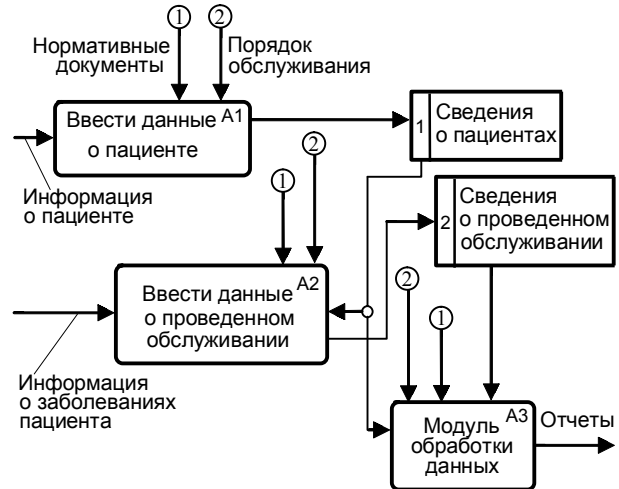 1
2
Нормативные
документы
Порядок
обслуживания
Ввести данные A1
о пациенте
1
Сведения
о пациентах
Информация
о пациенте
1
2
2
Сведения
о проведенном
обслуживании
Ввести данные A2
о проведенном
обслуживании
2
1
Информация
о заболеваниях
пациента
Модуль A3
обработки
данных
Отчеты